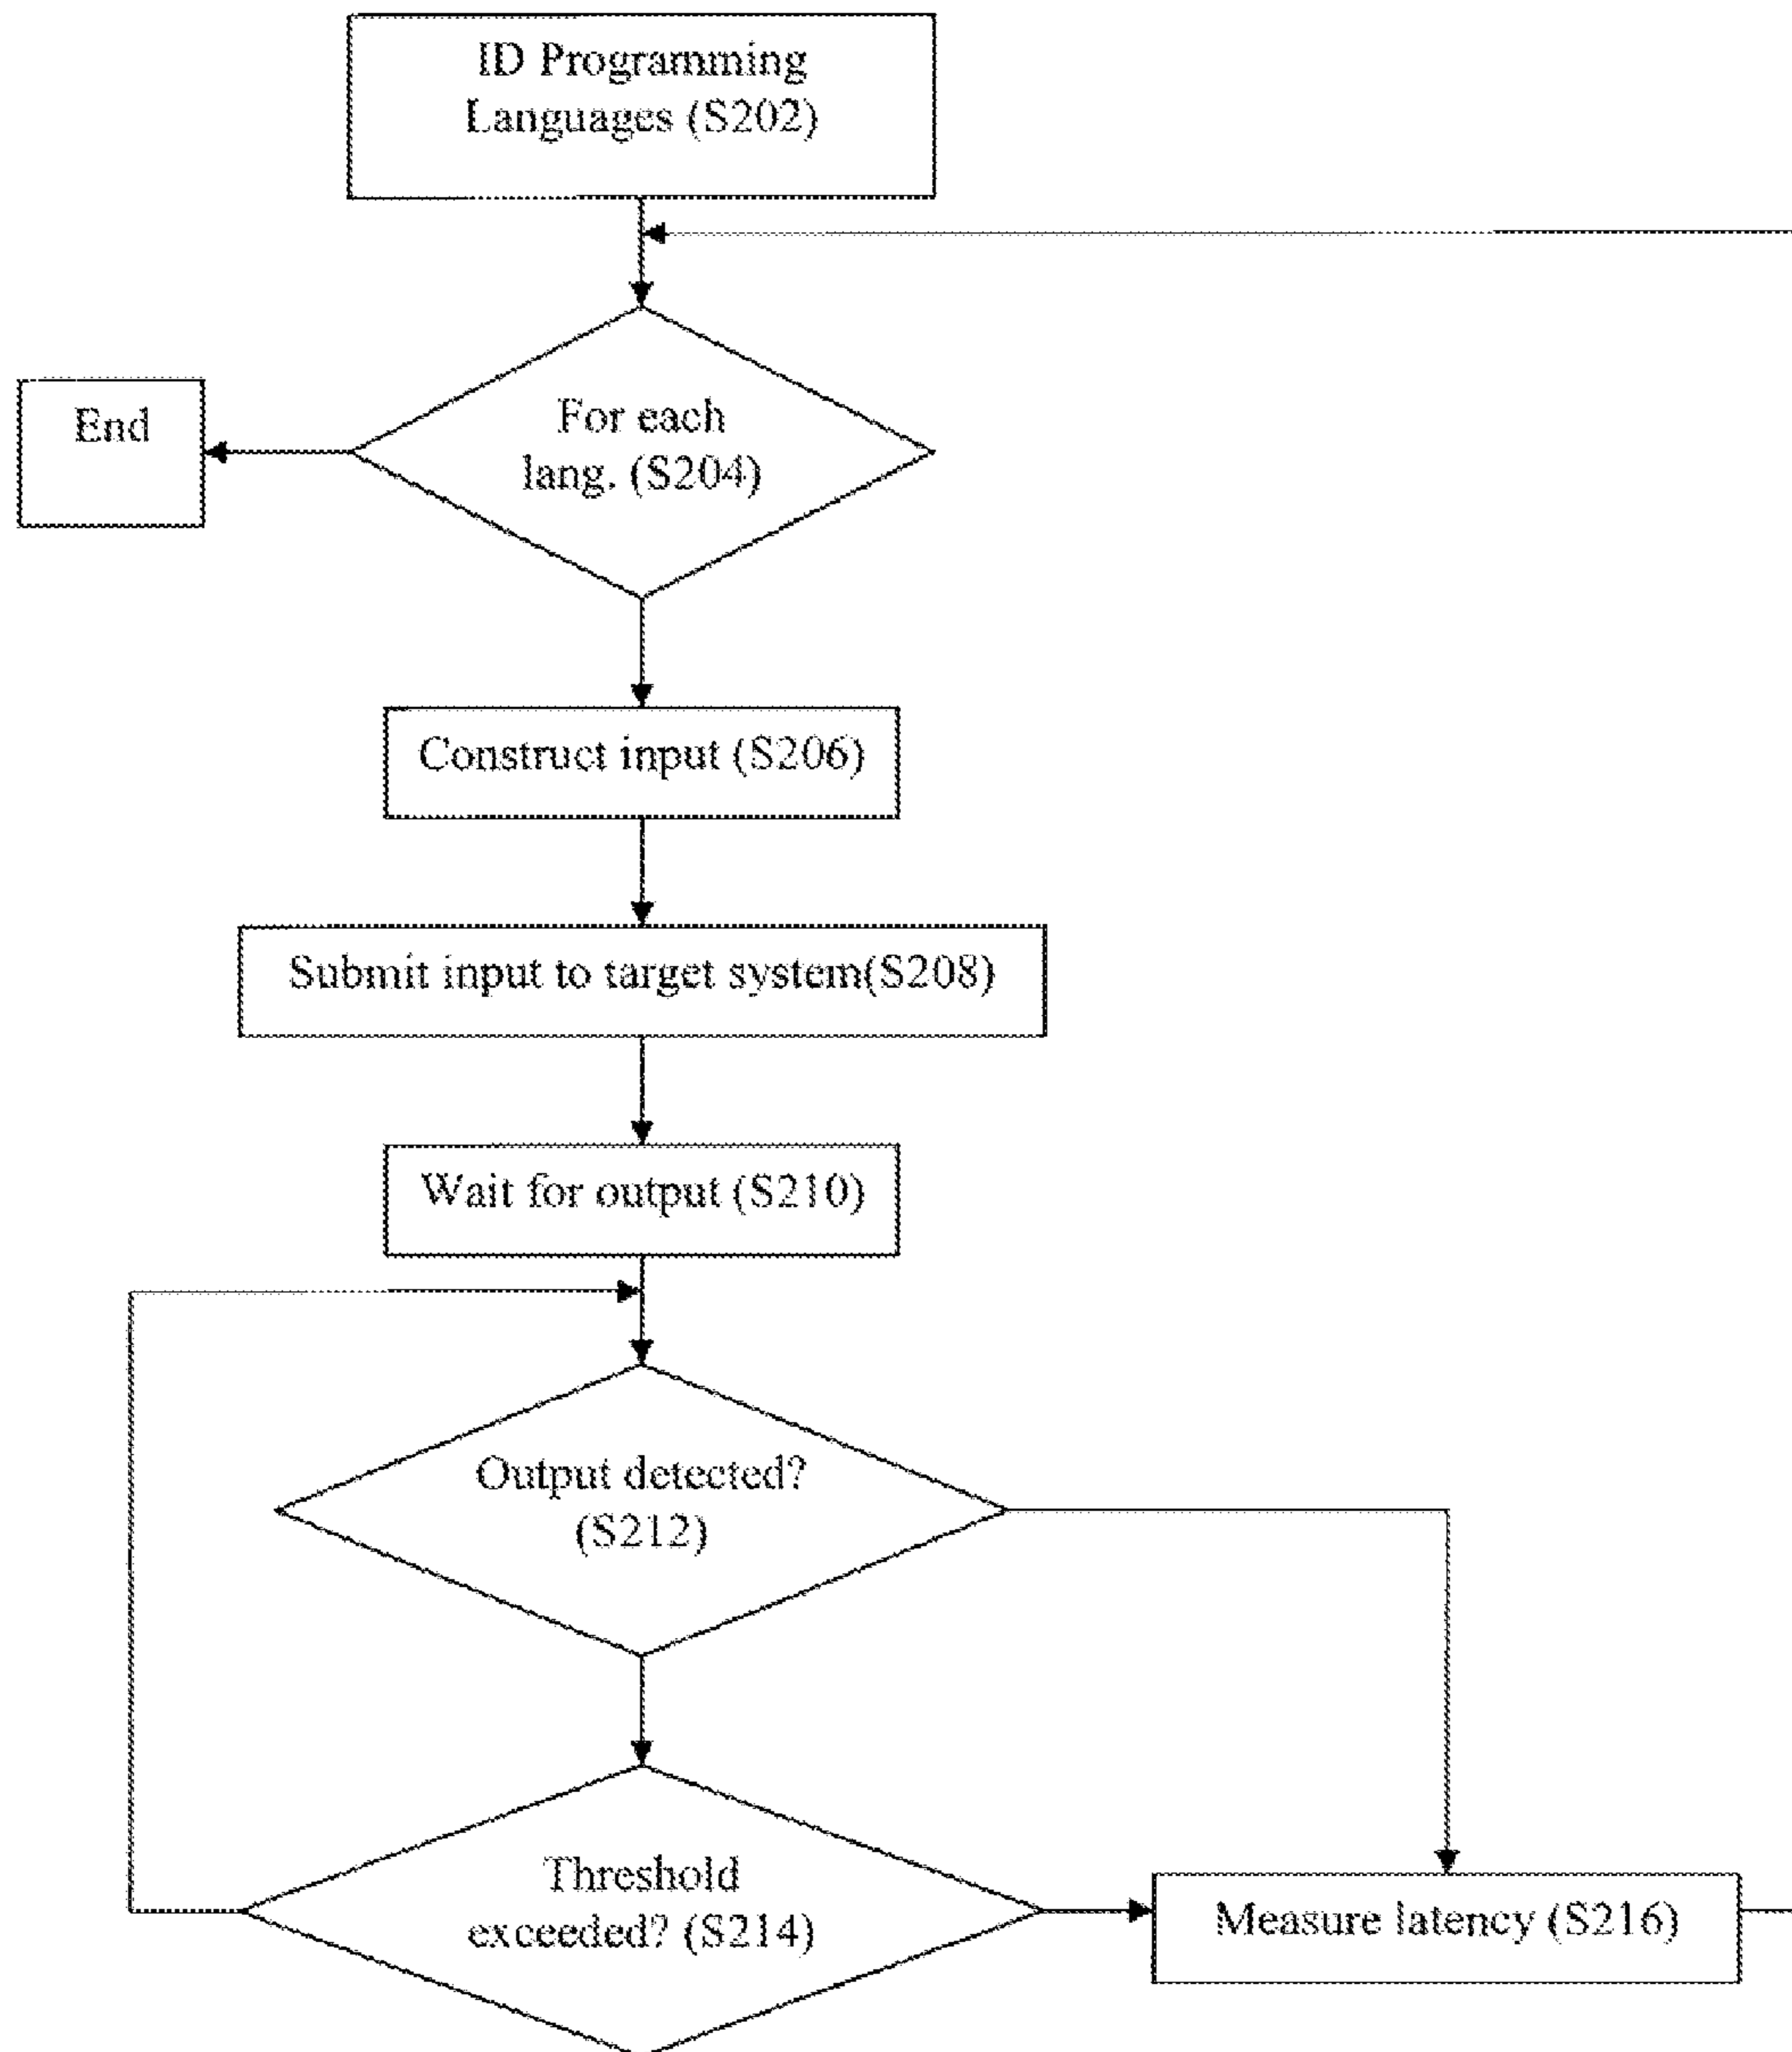 ID Programming
Languages (S202)
End
For each
lang. (S204)
Construct input (S206)
Submit input to target system(S208)
Wait for output (S210)
Output detected?
(S212)
Threshold
exceeded? (S214)
Measure latency (S216)